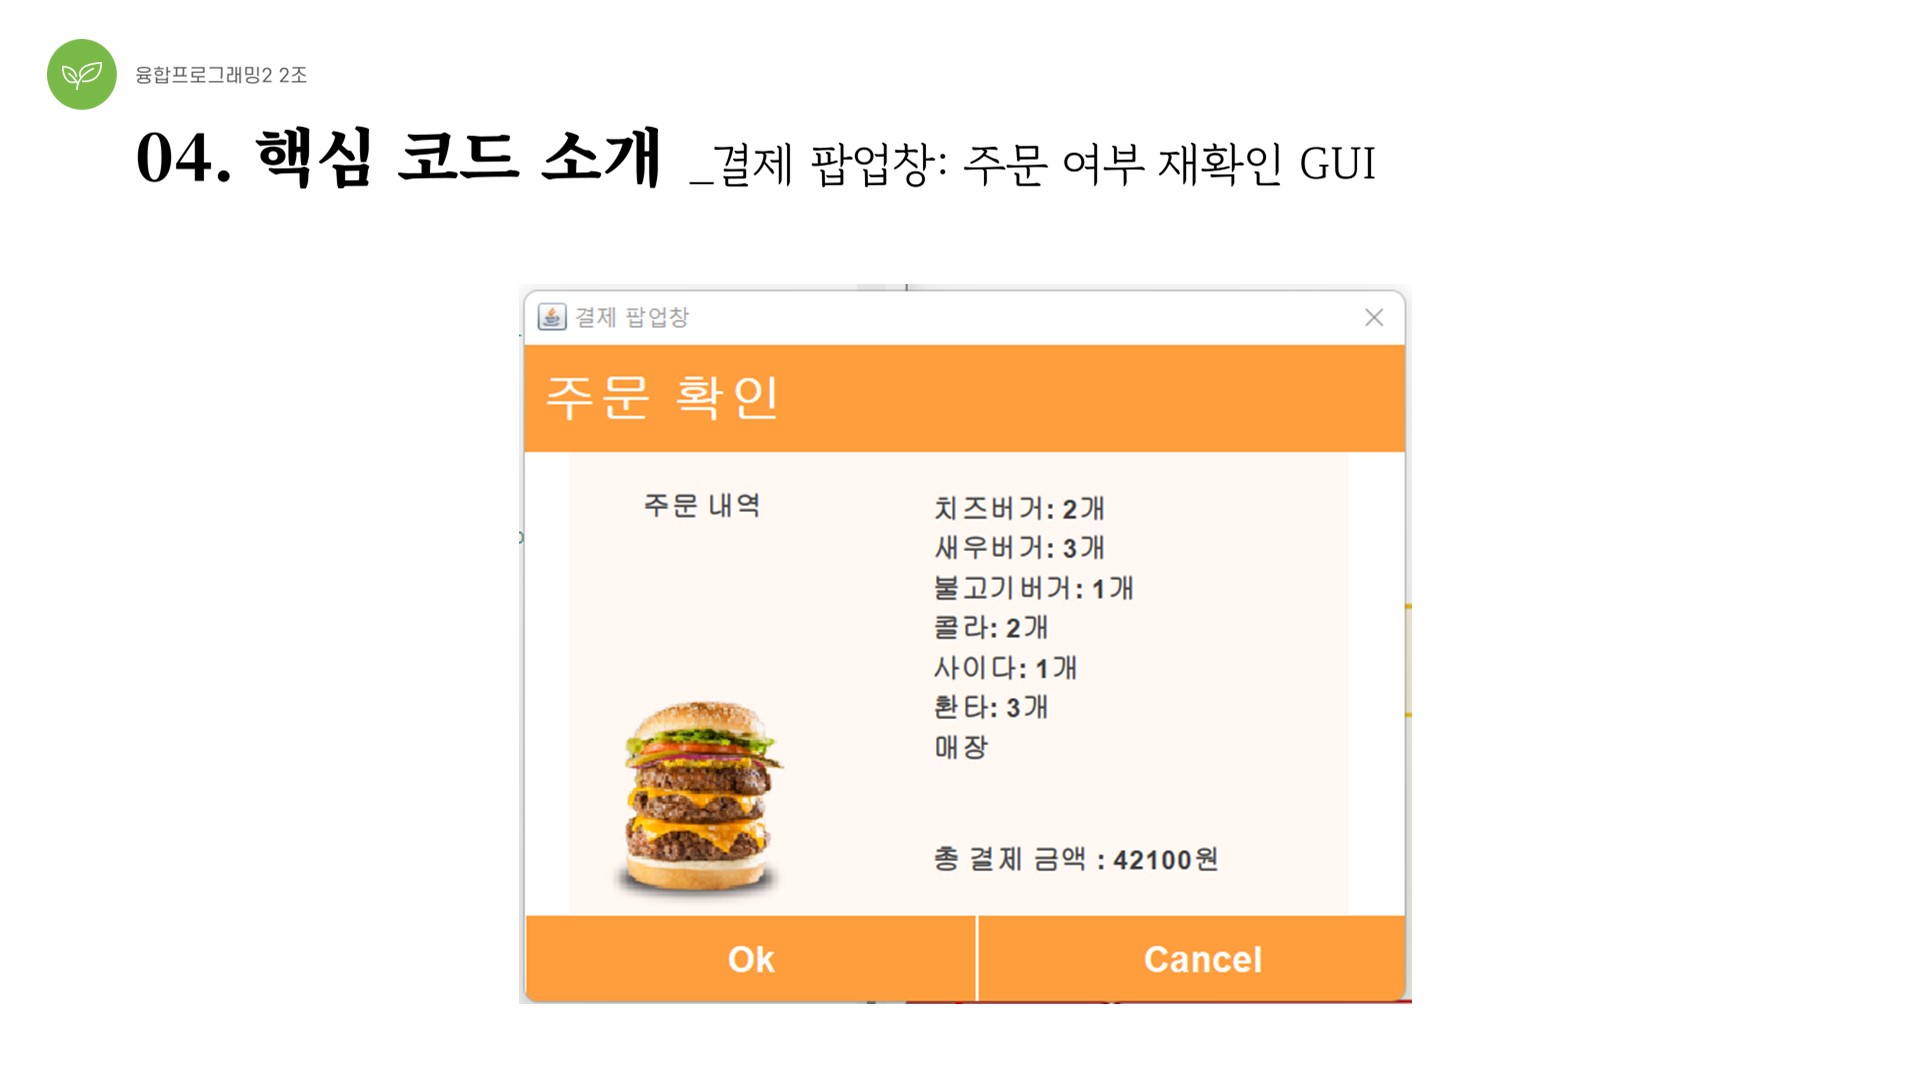 융합프로그래밍2 2조
04. 핵심 코드 소개 _결제 팝업창: 주문 여부 재확인 GUI
결제 팝업창
주문 확인
주문 내역
치즈버거: 2개
새우버거: 3개
불고기버거: 1개
콜라: 2개
사이다: 1개
환타: 3개
매장
총 결제 금액 : 42100원
Ok
Cancel